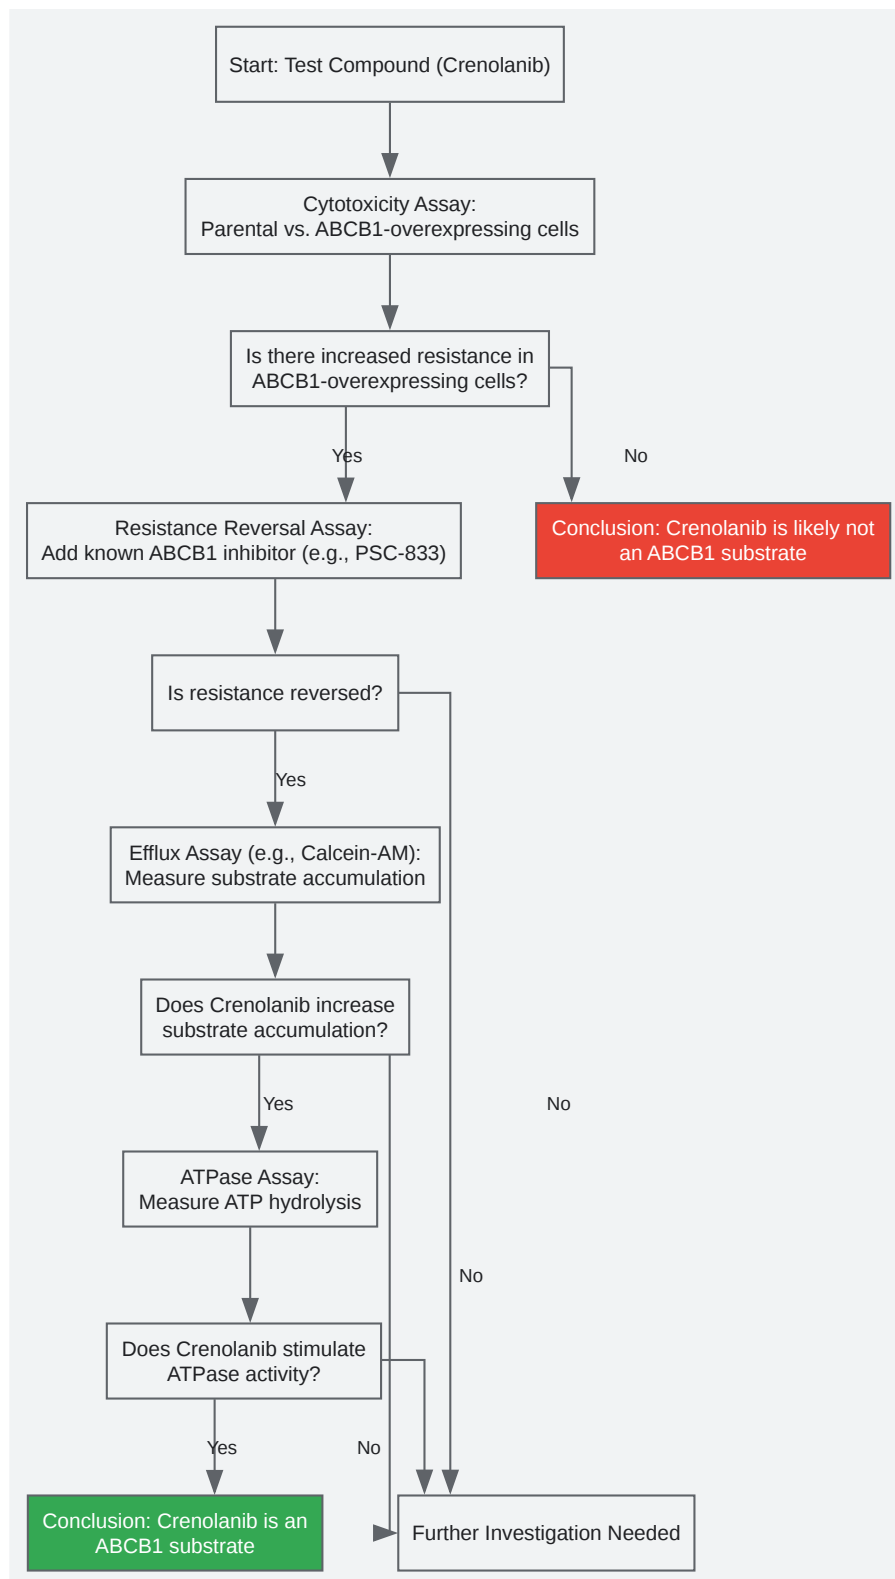 Start: Test Compound (Crenolanib)
Cytotoxicity Assay:
Parental vs. ABCB1-overexpressing cells
Is there increased resistance in
ABCB1-overexpressing cells?
Yes
No
Resistance Reversal Assay:
Add known ABCB1 inhibitor (e.g., PSC-833)
Conclusion: Crenolanib is likely not
an ABCB1 substrate
Is resistance reversed?
Yes
Efflux Assay (e.g., Calcein-AM):
Measure substrate accumulation
Does Crenolanib increase
substrate accumulation?
Yes
No
ATPase Assay:
Measure ATP hydrolysis
No
Does Crenolanib stimulate
ATPase activity?
Yes
No
Conclusion: Crenolanib is an
ABCB1 substrate
Further Investigation Needed